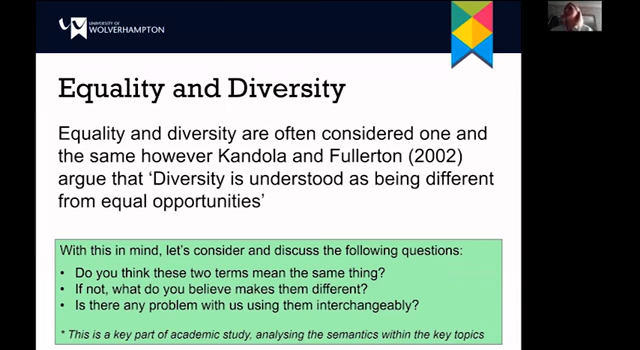 UNIVERSITY OF
WOLVERHAMPTON
Equality and Diversity
Equality and diversity are often considered one and
the same however Kandola and Fullerton (2002)
argue that ‘Diversity is understood as being different
from equal opportunities’
With this in mind, let’s consider and discuss the following questions:
• Do you think these two terms mean the same thing?
• If not, what do you believe makes them different?
• Is there any problem with us using them interchangeably?
* This is a key part of academic study, analysing the semantics within the key topics